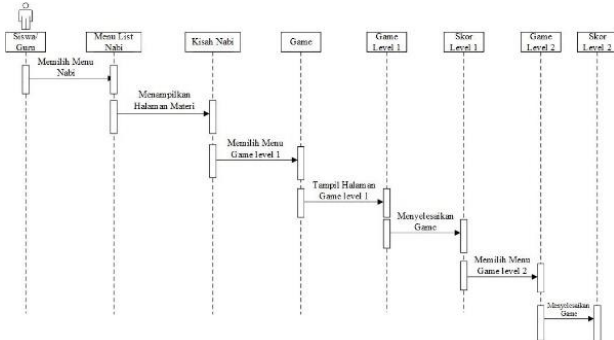 Siswa/
Guru
Menu List
Nabi
Kisah Nabi
Game
Game
Level 1
Skor
Level 1
Game
Level 2
Skor
Level 2
Memilih Menu
Nabi
Menampilkan
Halaman Materi
Memilih Menu
Game level 1
Tampil Halaman
Game level 1
Menyelesaikan
Game
Memilih Menu
Game level 2
Menyelesaikan
Game